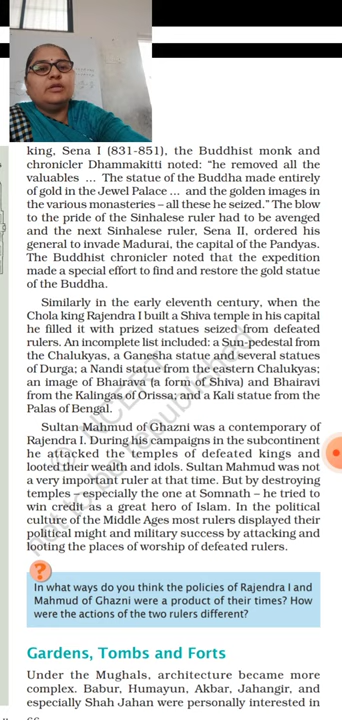 king, Sena I (831-851), the Buddhist monk and
chronicler Dhammakitti noted: “he removed all the
valuables ... The statue of the Buddha made entirely
of gold in the Jewel Palace ... and the golden images in
the various monasteries – all these he seized.” The blow
to the pride of the Sinhalese ruler had to be avenged
and the next Sinhalese ruler, Sena II, ordered his
general to invade Madurai, the capital of the Pandyas.
The Buddhist chronicler noted that the expedition
made a special effort to find and restore the gold statue
of the Buddha.
Similarly in the early eleventh century, when the
Chola king Rajendra I built a Shiva temple in his capital
he filled it with prized statues seized from defeated
rulers. An incomplete list included: a Sun-pedestal from
the Chalukyas, a Ganesha statue and several statues
of Durga; a Nandi statue from the eastern Chalukyas;
an image of Bhairava (a form of Shiva) and Bhairavi
from the Kalingas of Orissa; and a Kali statue from the
Palas of Bengal.
Sultan Mahmud of Ghazni was a contemporary of
Rajendra I. During his campaigns in the subcontinent
he attacked the temples of defeated kings and
looted their wealth and idols. Sultan Mahmud was not
a very important ruler at that time. But by destroying
temples – especially the one at Somnath – he tried to
win credit as a great hero of Islam. In the political
culture of the Middle Ages most rulers displayed their
political might and military success by attacking and
looting the places of worship of defeated rulers.
?
In what ways do you think the policies of Rajendra I and
Mahmud of Ghazni were a product of their times? How
were the actions of the two rulers different?
Gardens, Tombs and Forts
Under the Mughals, architecture became more
complex. Babur, Humayun, Akbar, Jahangir, and
especially Shah Jahan were personally interested in